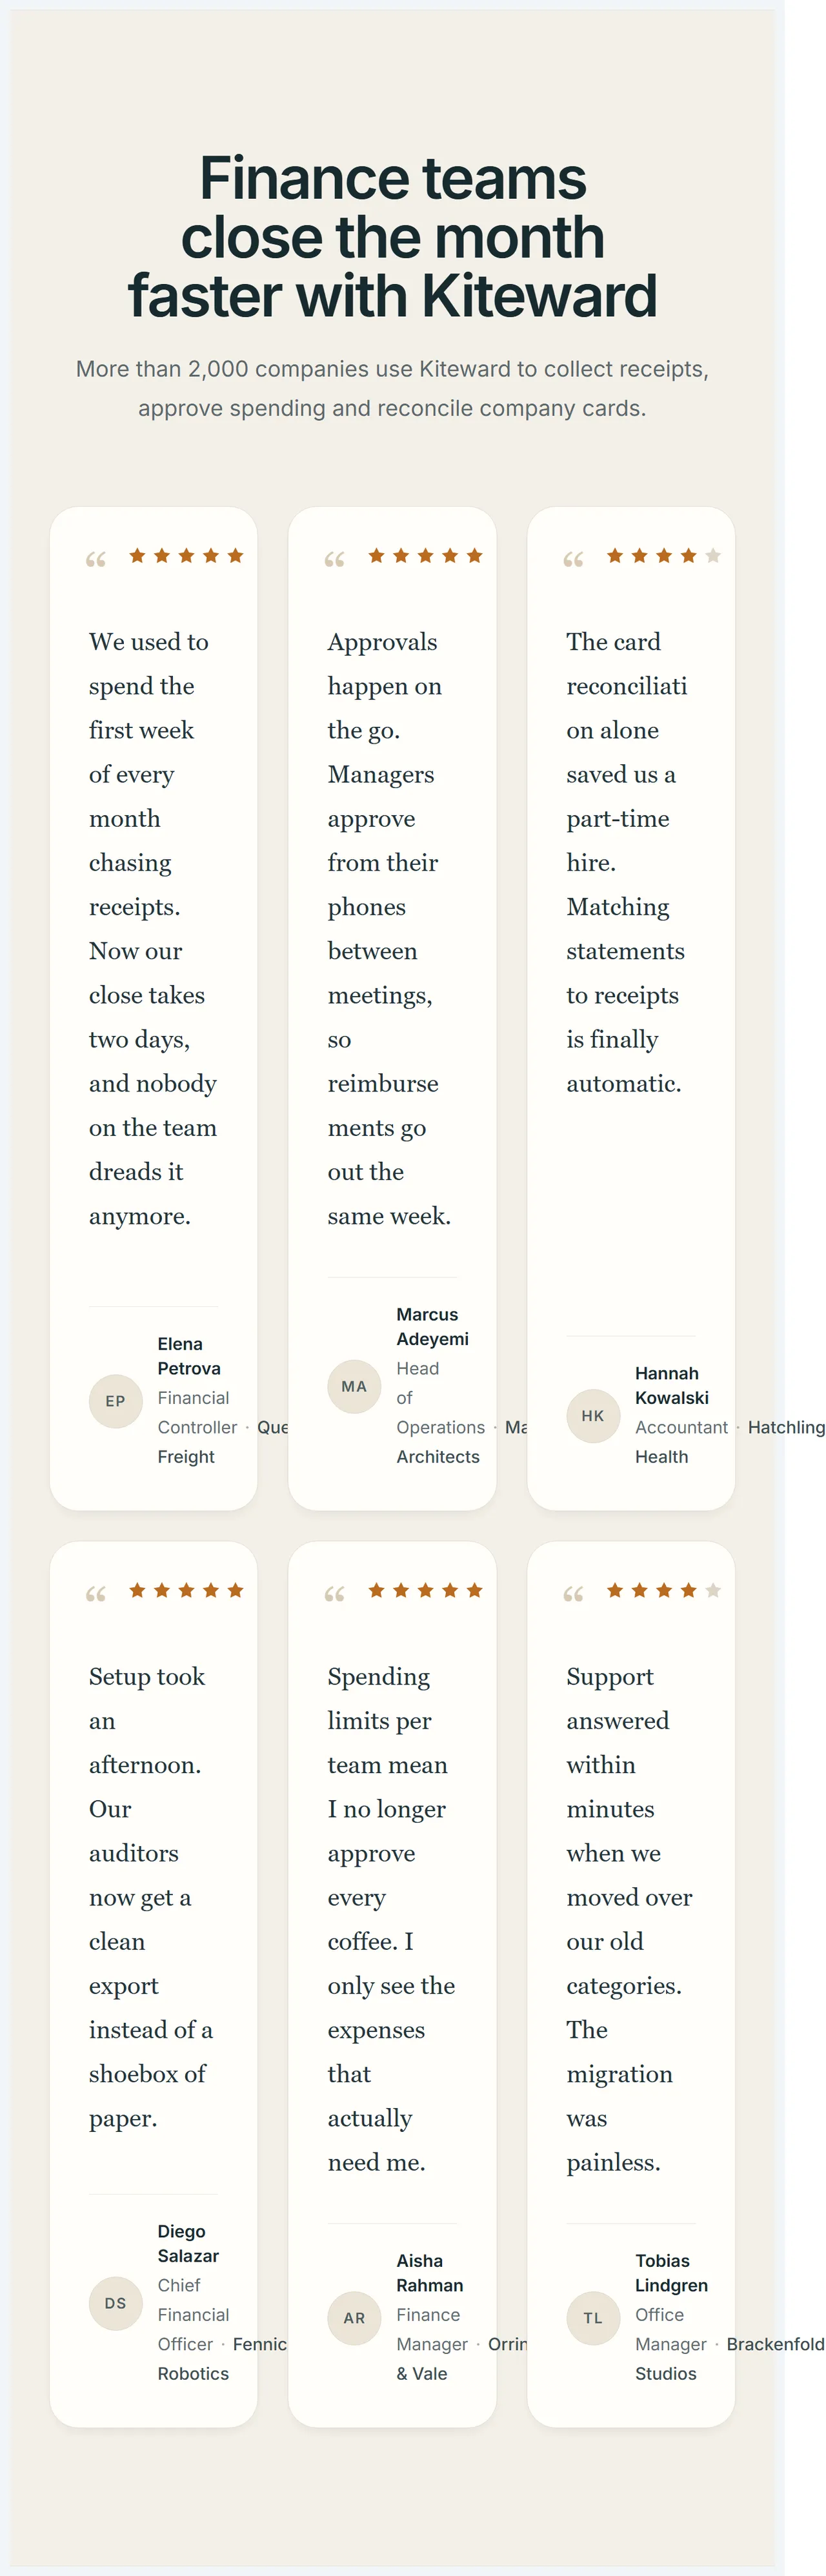 Finance teams
close the month
faster with Kiteward
More than 2,000 companies use Kiteward to collect receipts,
approve spending and reconcile company cards.
“
We used to
spend the
first week
of every
month
chasing
receipts.
Now our
close takes
two days,
and nobody
on the team
dreads it
anymore.
EP
Elena
Petrova
Financial
Controller ·
Freight
“
Approvals
happen on
the go.
Managers
approve
from their
phones
between
meetings,
so
reimburse
ments go
out the
same week.
MA
Marcus
Adeyemi
Head
of
Operations ·
Architects
“
The card
reconciliati
on alone
saved us a
part-time
hire.
Matching
statements
to receipts
is finally
automatic.
HK
Hannah
Kowalski
Accountant · Hatchling
Health
“
Setup took
an
afternoon.
Our
auditors
now get a
clean
export
instead of a
shoebox of
paper.
DS
Diego
Salazar
Chief
Financial
Officer ·
Robotics
“
Spending
limits per
team mean
I no longer
approve
every
coffee. I
only see the
expenses
that
actually
need me.
AR
Aisha
Rahman
Finance
Manager ·
& Vale
“
Support
answered
within
minutes
when we
moved over
our old
categories.
The
migration
was
painless.
TL
Tobias
Lindgren
Office
Manager · Brackenfold
Studios